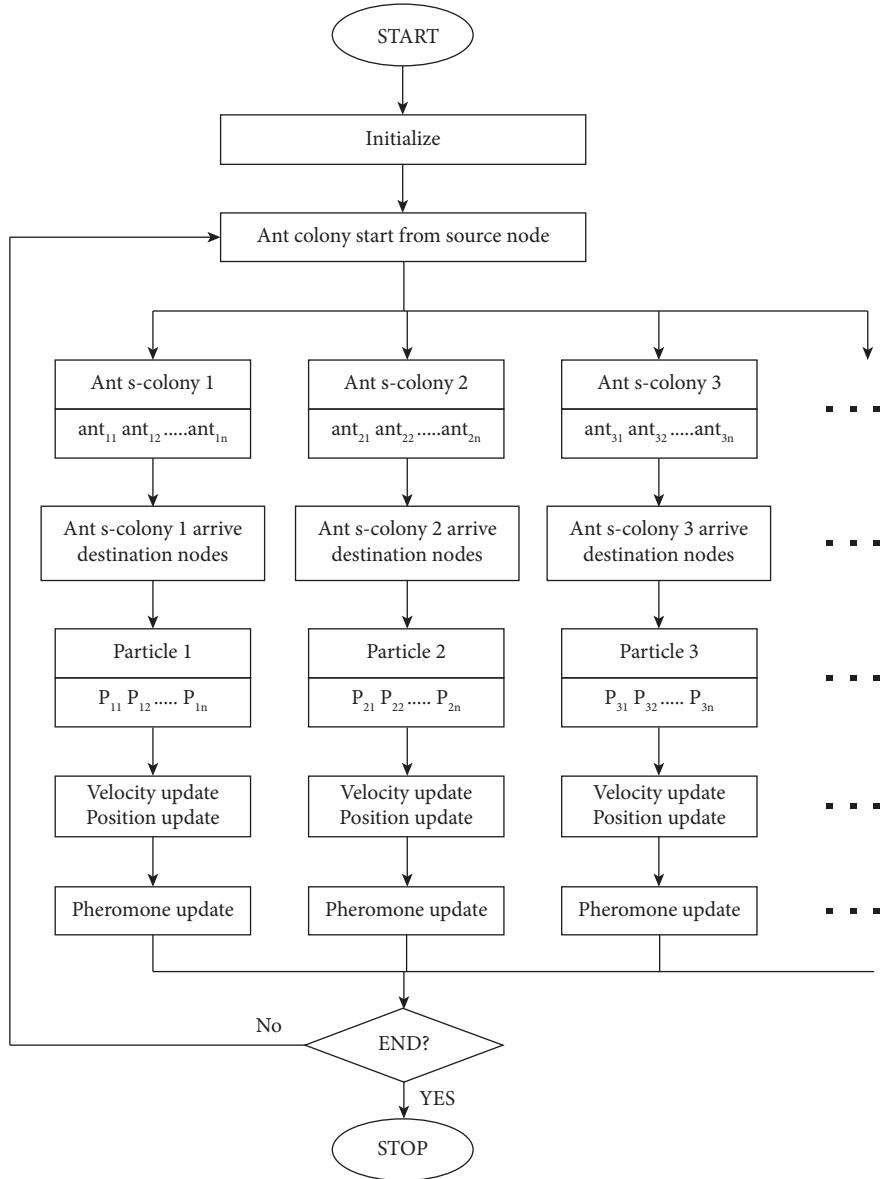 START
Initialize
Ant colony start from source node
Ant s-colony 1
Ant s-colony 2
Ant s-colony 3
ant₁₁ ant₁₂ .....ant₁ₙ
ant₂₁ ant₂₂ .....ant₂ₙ
ant₃₁ ant₃₂ .....ant₃ₙ
Ant s-colony 1 arrive
destination nodes
Ant s-colony 2 arrive
destination nodes
Ant s-colony 3 arrive
destination nodes
Particle 1
Particle 2
Particle 3
P₁₁ P₁₂ ..... P₁ₙ
P₂₁ P₂₂ ..... P₂ₙ
P₃₁ P₃₂ ..... P₃ₙ
Velocity update
Position update
Velocity update
Position update
Velocity update
Position update
Pheromone update
Pheromone update
Pheromone update
No
END?
YES
STOP